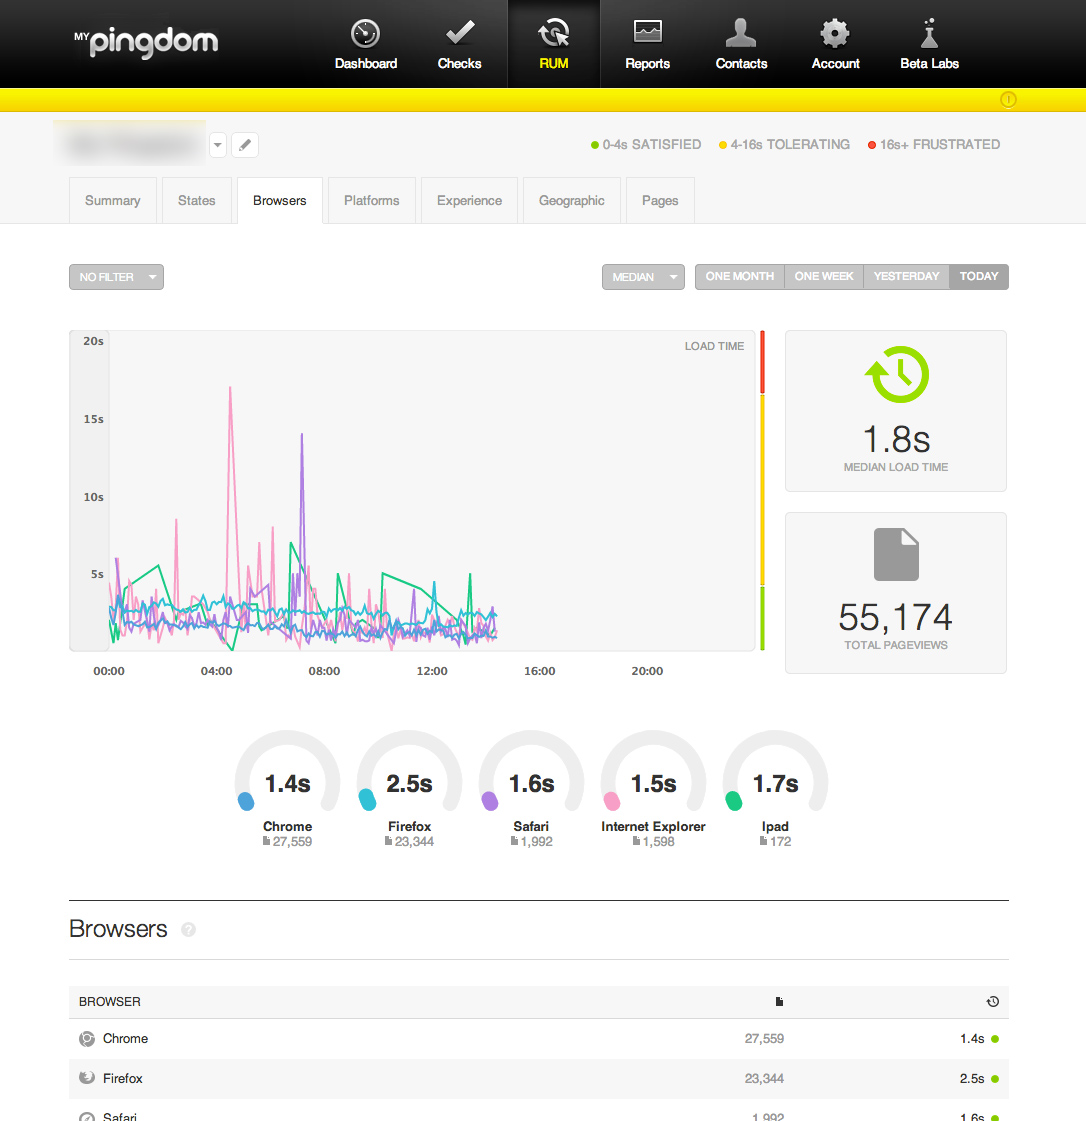 MY pingdom
Dashboard Checks RUM Reports Contacts Account Beta Labs
0-4s SATISFIED 4-16s TOLERATING 16s+ FRUSTRATED
Summary States Browsers Platforms Experience Geographic Pages
NO FILTER MEDIAN ONE MONTH ONE WEEK YESTERDAY TODAY
20s
LOAD TIME
15s
10s
5s
00:00 04:00 08:00 12:00 16:00 20:00
1.8s
MEDIAN LOAD TIME
55,174
TOTAL PAGEVIEWS
1.4s 2.5s 1.6s 1.5s 1.7s
Chrome Firefox Safari Internet Explorer Ipad
27,559 23,344 1,992 1,598 172
Browsers ?
BROWSER
Chrome 27,559 1.4s
Firefox 23,344 2.5s
Safari 1,992 1.6s